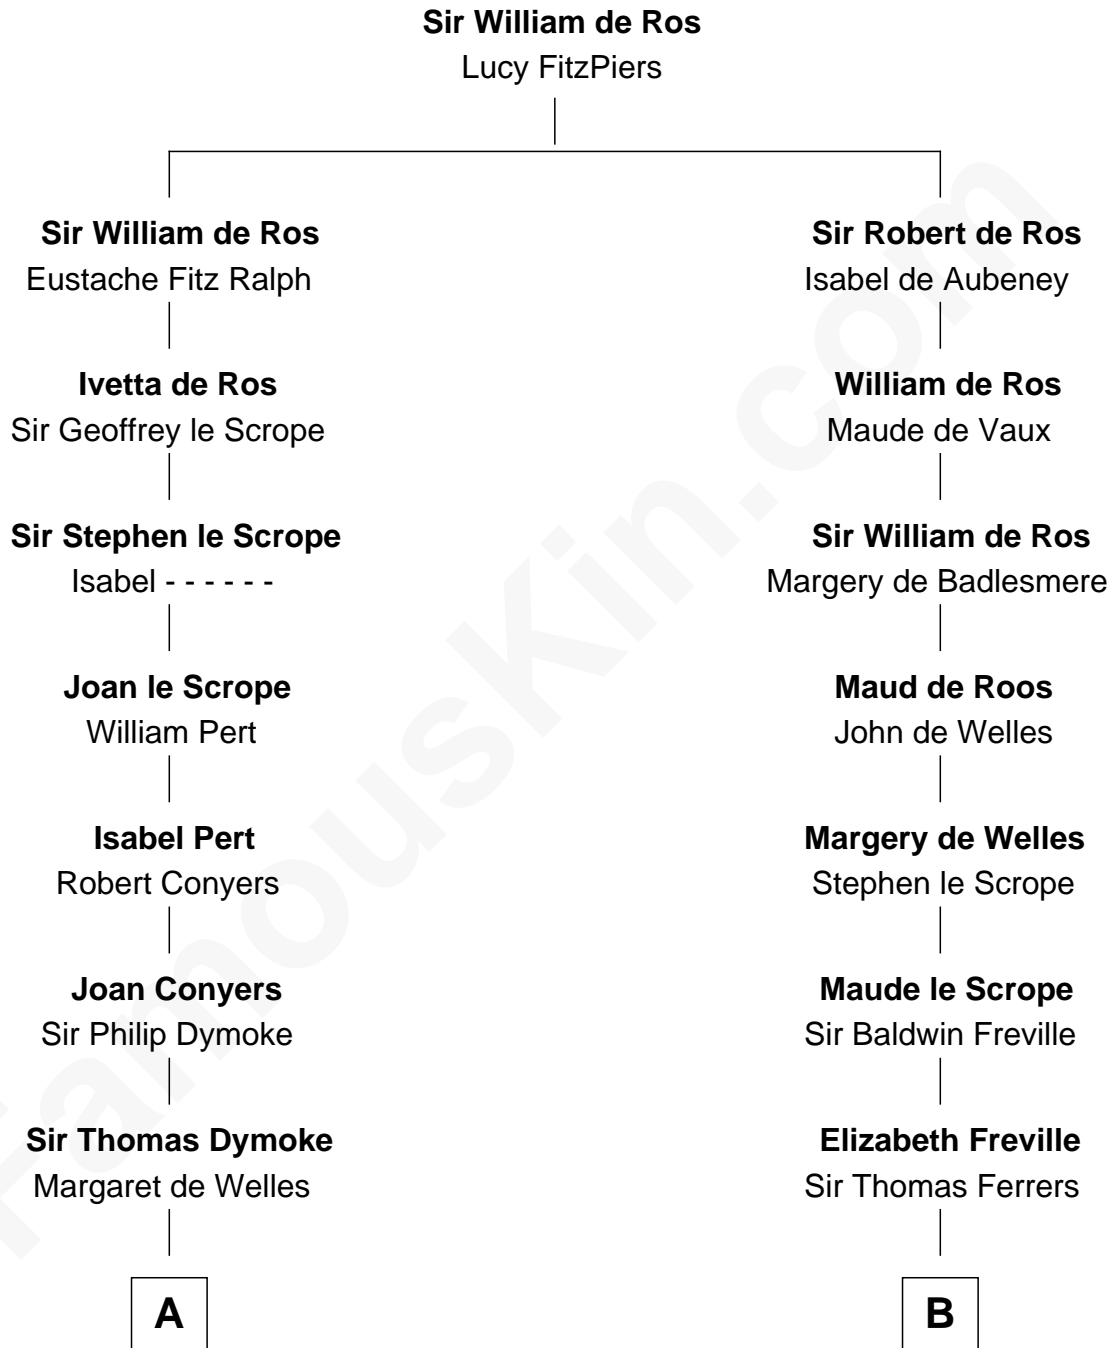 Sir William de Ros
Lucy FitzPiers
Sir William de Ros
Eustache Fitz Ralph
Sir Robert de Ros
Isabel de Aubeney
Ivetta de Ros
Sir Geoffrey le Scrope
William de Ros
Maude de Vaux
Sir Stephen le Scrope
Isabel - - - - - -
Sir William de Ros
Margery de Badlesmere
Joan le Scrope
William Pert
Maud de Roos
John de Welles
Isabel Pert
Robert Conyers
Margery de Welles
Stephen le Scrope
Joan Conyers
Sir Philip Dymoke
Maude le Scrope
Sir Baldwin Freville
Sir Thomas Dymoke
Margaret de Welles
Elizabeth Freville
Sir Thomas Ferrers
A
B
FamousKin.com